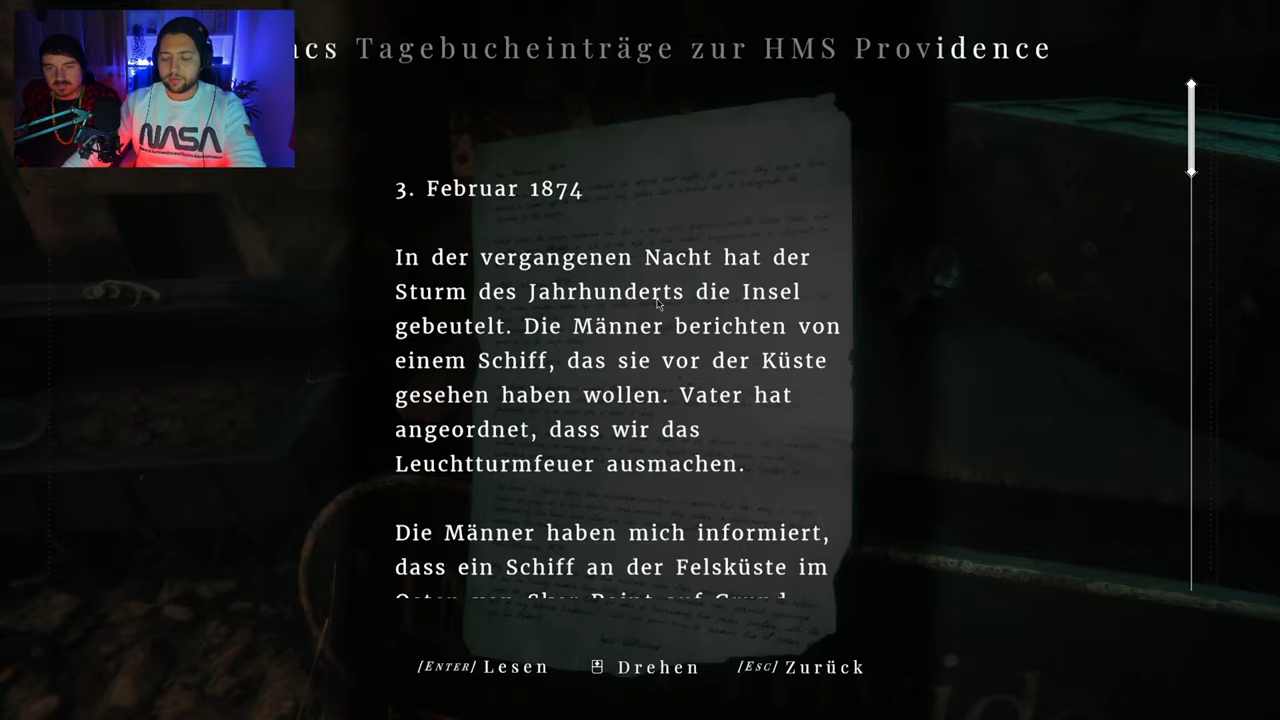 Tagebucheinträge zur HMS Providence
NASA
3. Februar 1874
In der vergangenen Nacht hat der
Sturm des Jahrhunderts die Insel
gebeutelt. Die Männer berichten von
einem Schiff, das sie vor der Küste
gesehen haben wollen. Vater hat
angeordnet, dass wir das
Leuchtturmfeuer ausmachen.
Die Männer haben mich informiert,
dass ein Schiff an der Felsküste im
/ENTER/ Lesen Drehen /ESC/ Zurück